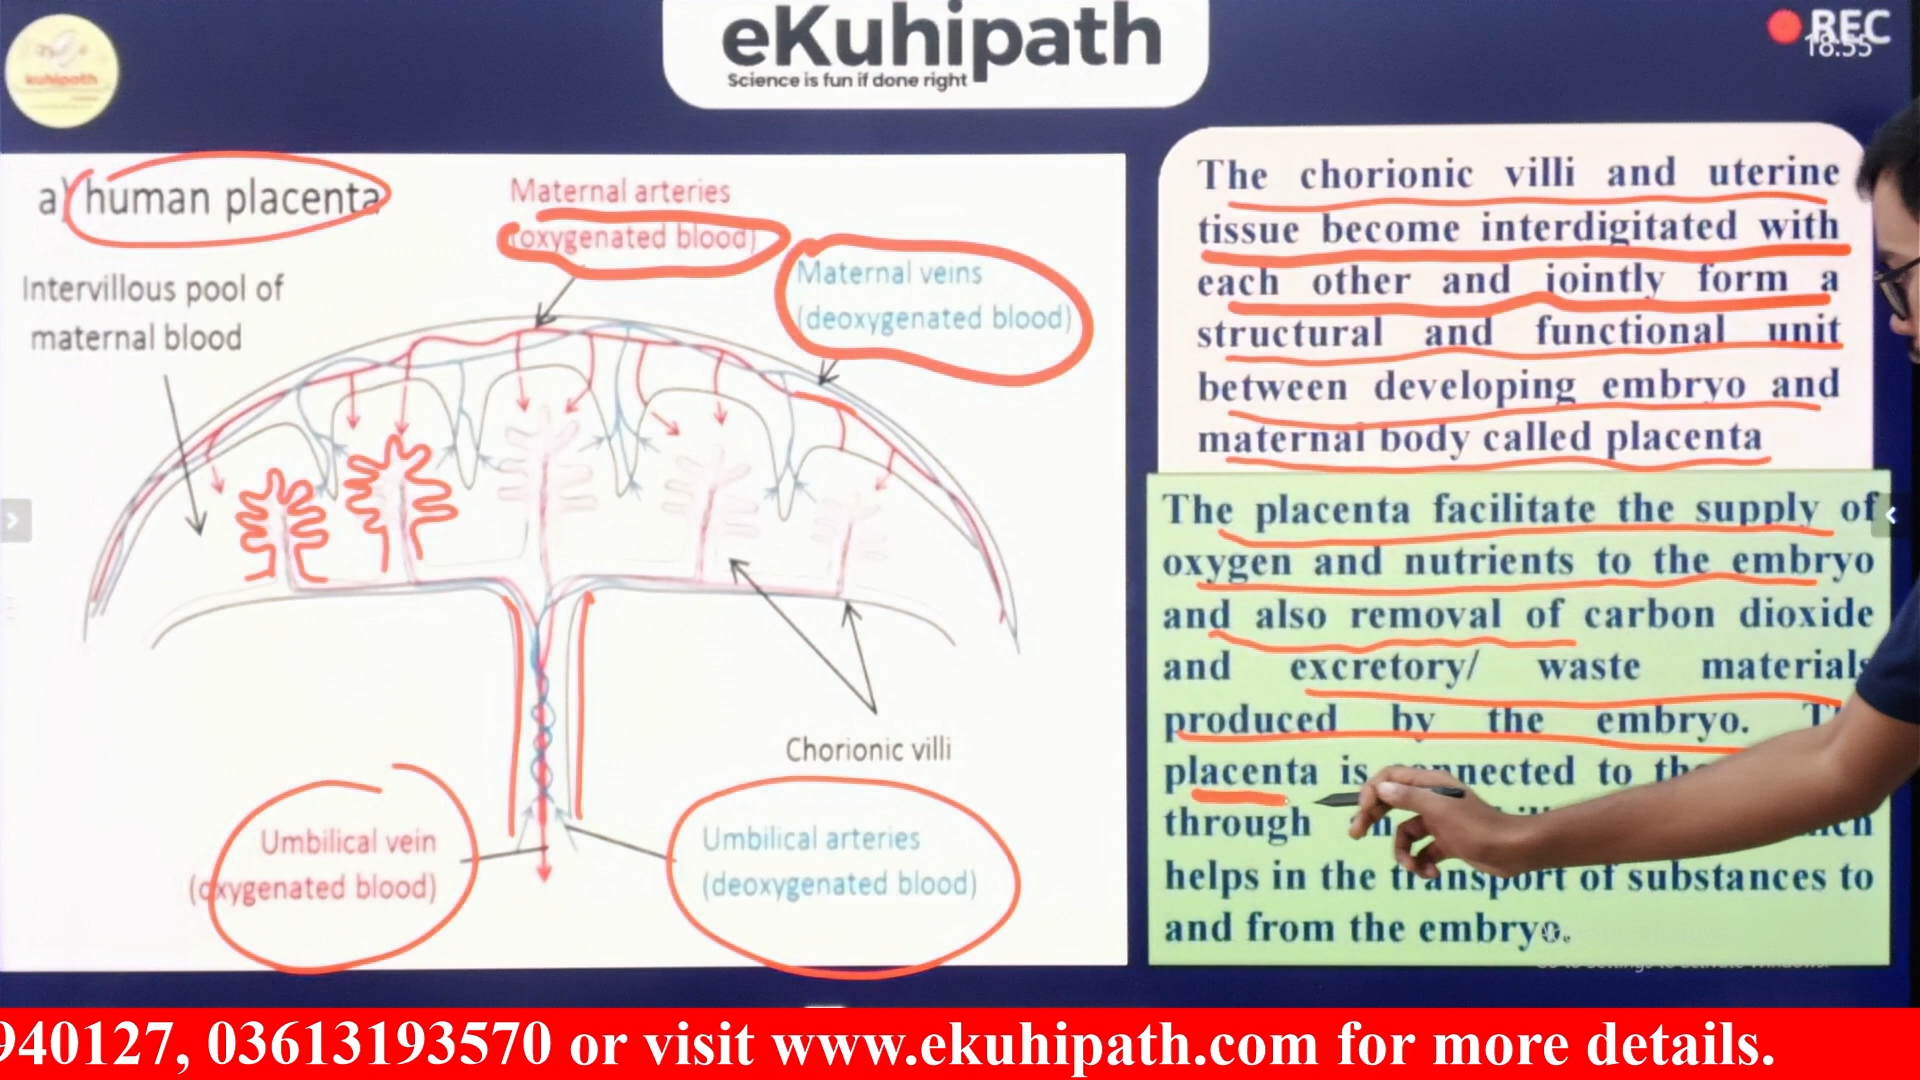 eKuhipath
Science is fun if done right
REC
18:55
kuhipath
a) human placenta
Maternal arteries
(oxygenated blood)
Maternal veins
(deoxygenated blood)
Intervillous pool of
maternal blood
Chorionic villi
Umbilical vein
(oxygenated blood)
Umbilical arteries
(deoxygenated blood)
The chorionic villi and uterine
tissue become interdigitated with
each other and jointly form a
structural and functional unit
between developing embryo and
maternal body called placenta
The placenta facilitate the supply of
oxygen and nutrients to the embryo
and also removal of carbon dioxide
and excretory/ waste materials
produced by the embryo.
placenta is connected to
through
helps in the transport of substances to
and from the embryo.
940127, 03613193570 or visit www.ekuhipath.com for more details.